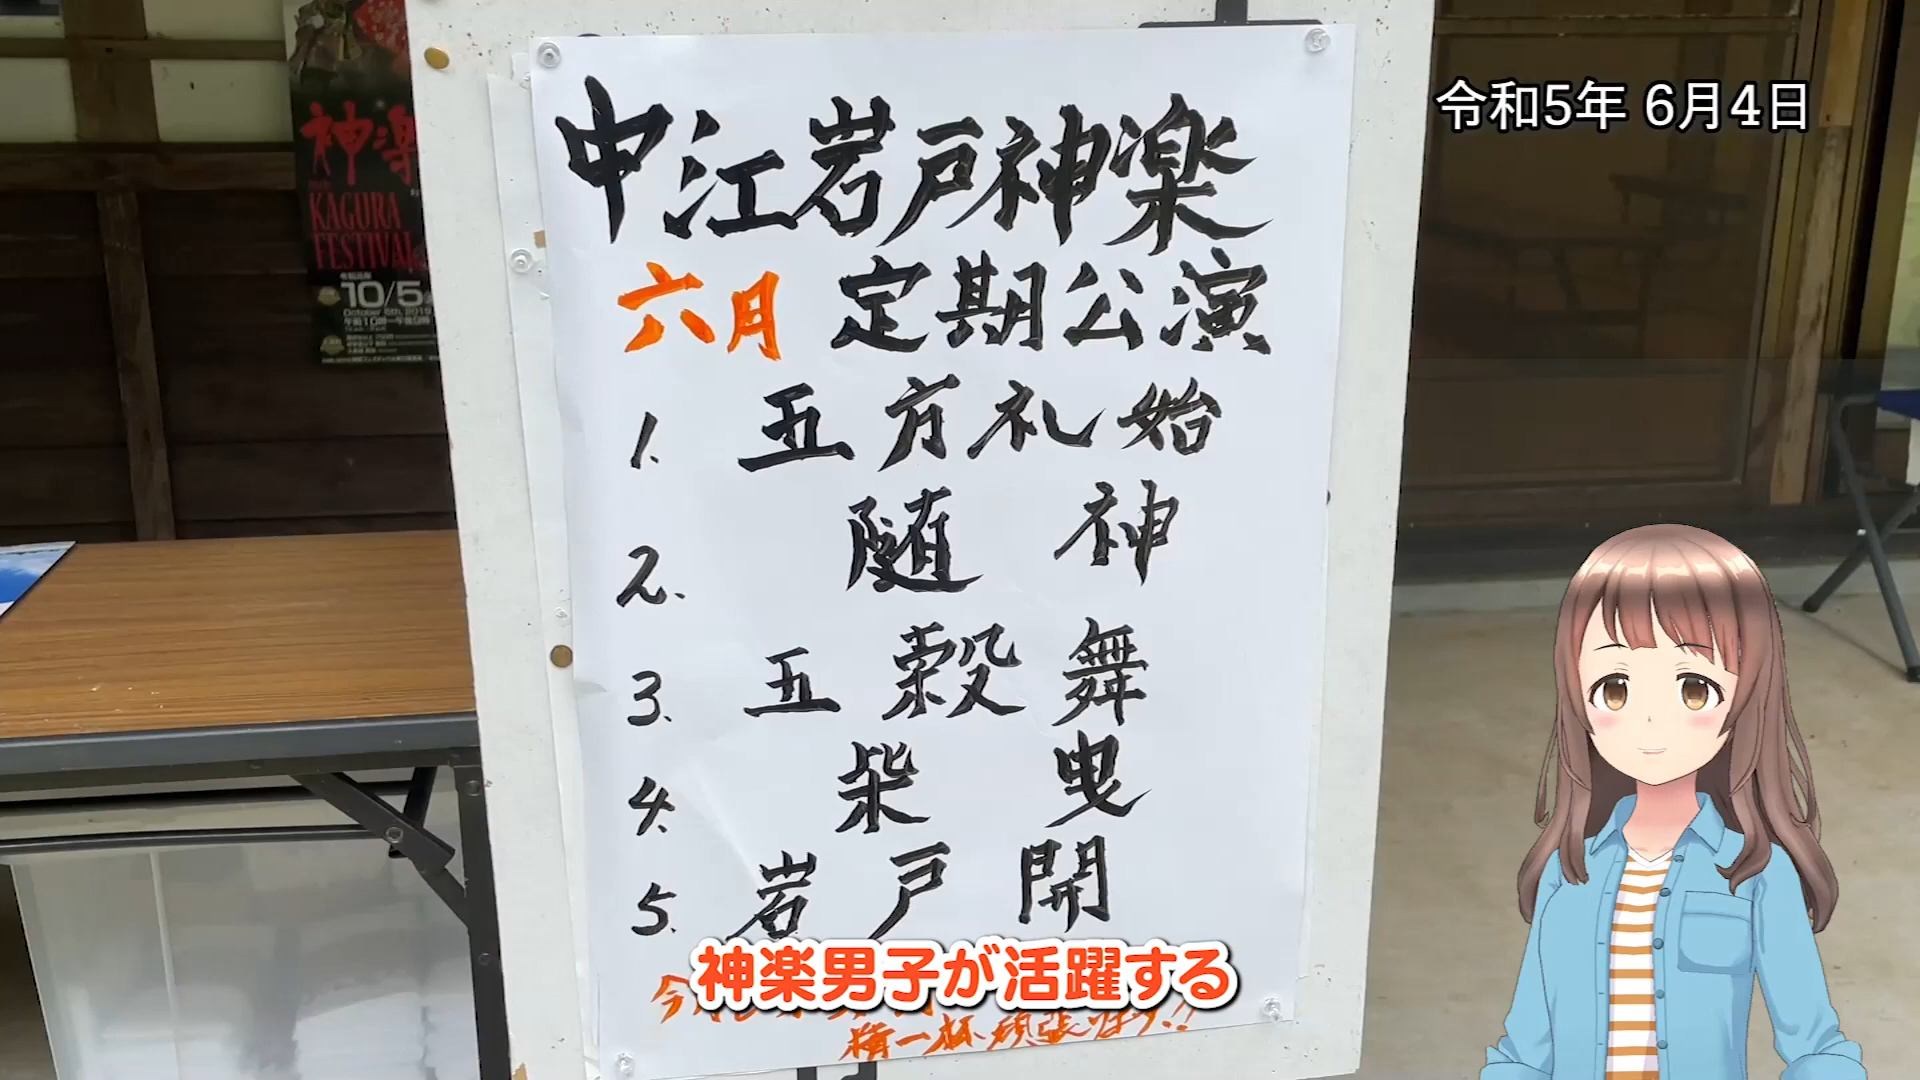 令和5年 6月4日
中江岩戸神楽
六月 定期公演
1. 五方礼始
2. 随神
3. 五穀舞
4. 柴曳
5. 岩戸開
神楽男子が活躍する
精一杯頑張ります!!
神楽
KAGURA
FESTIVAL
10/5
October 5th, 2019